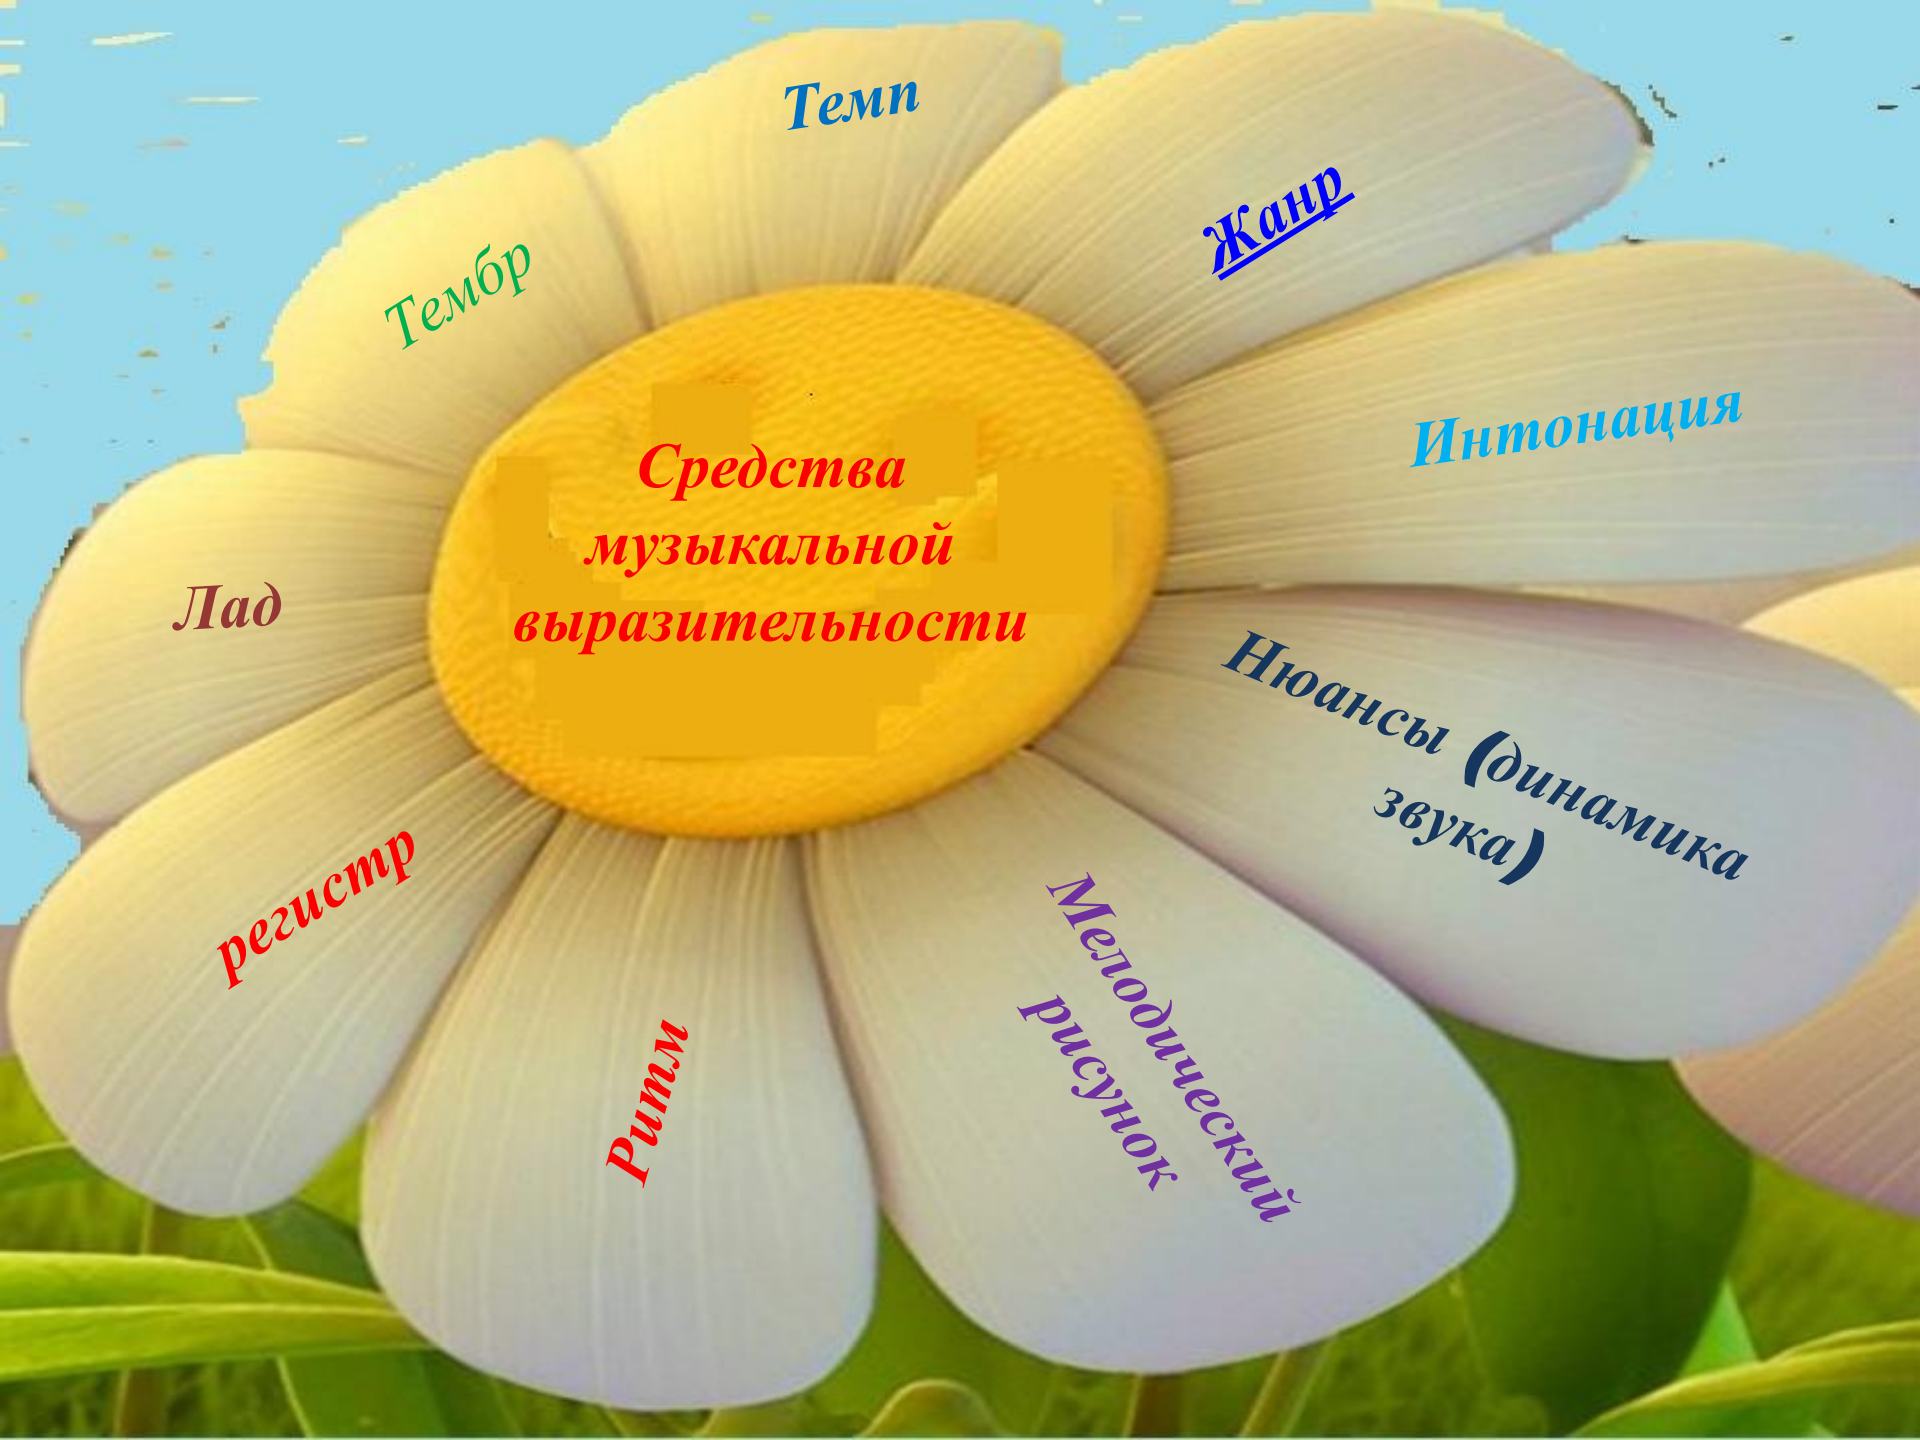 Темп
Жанр
Тембр
Интонация
Средства
музыкальной
выразительности
Лад
Нюансы (динамика
звука)
регистр
Мелодический
рисунок
Ритм